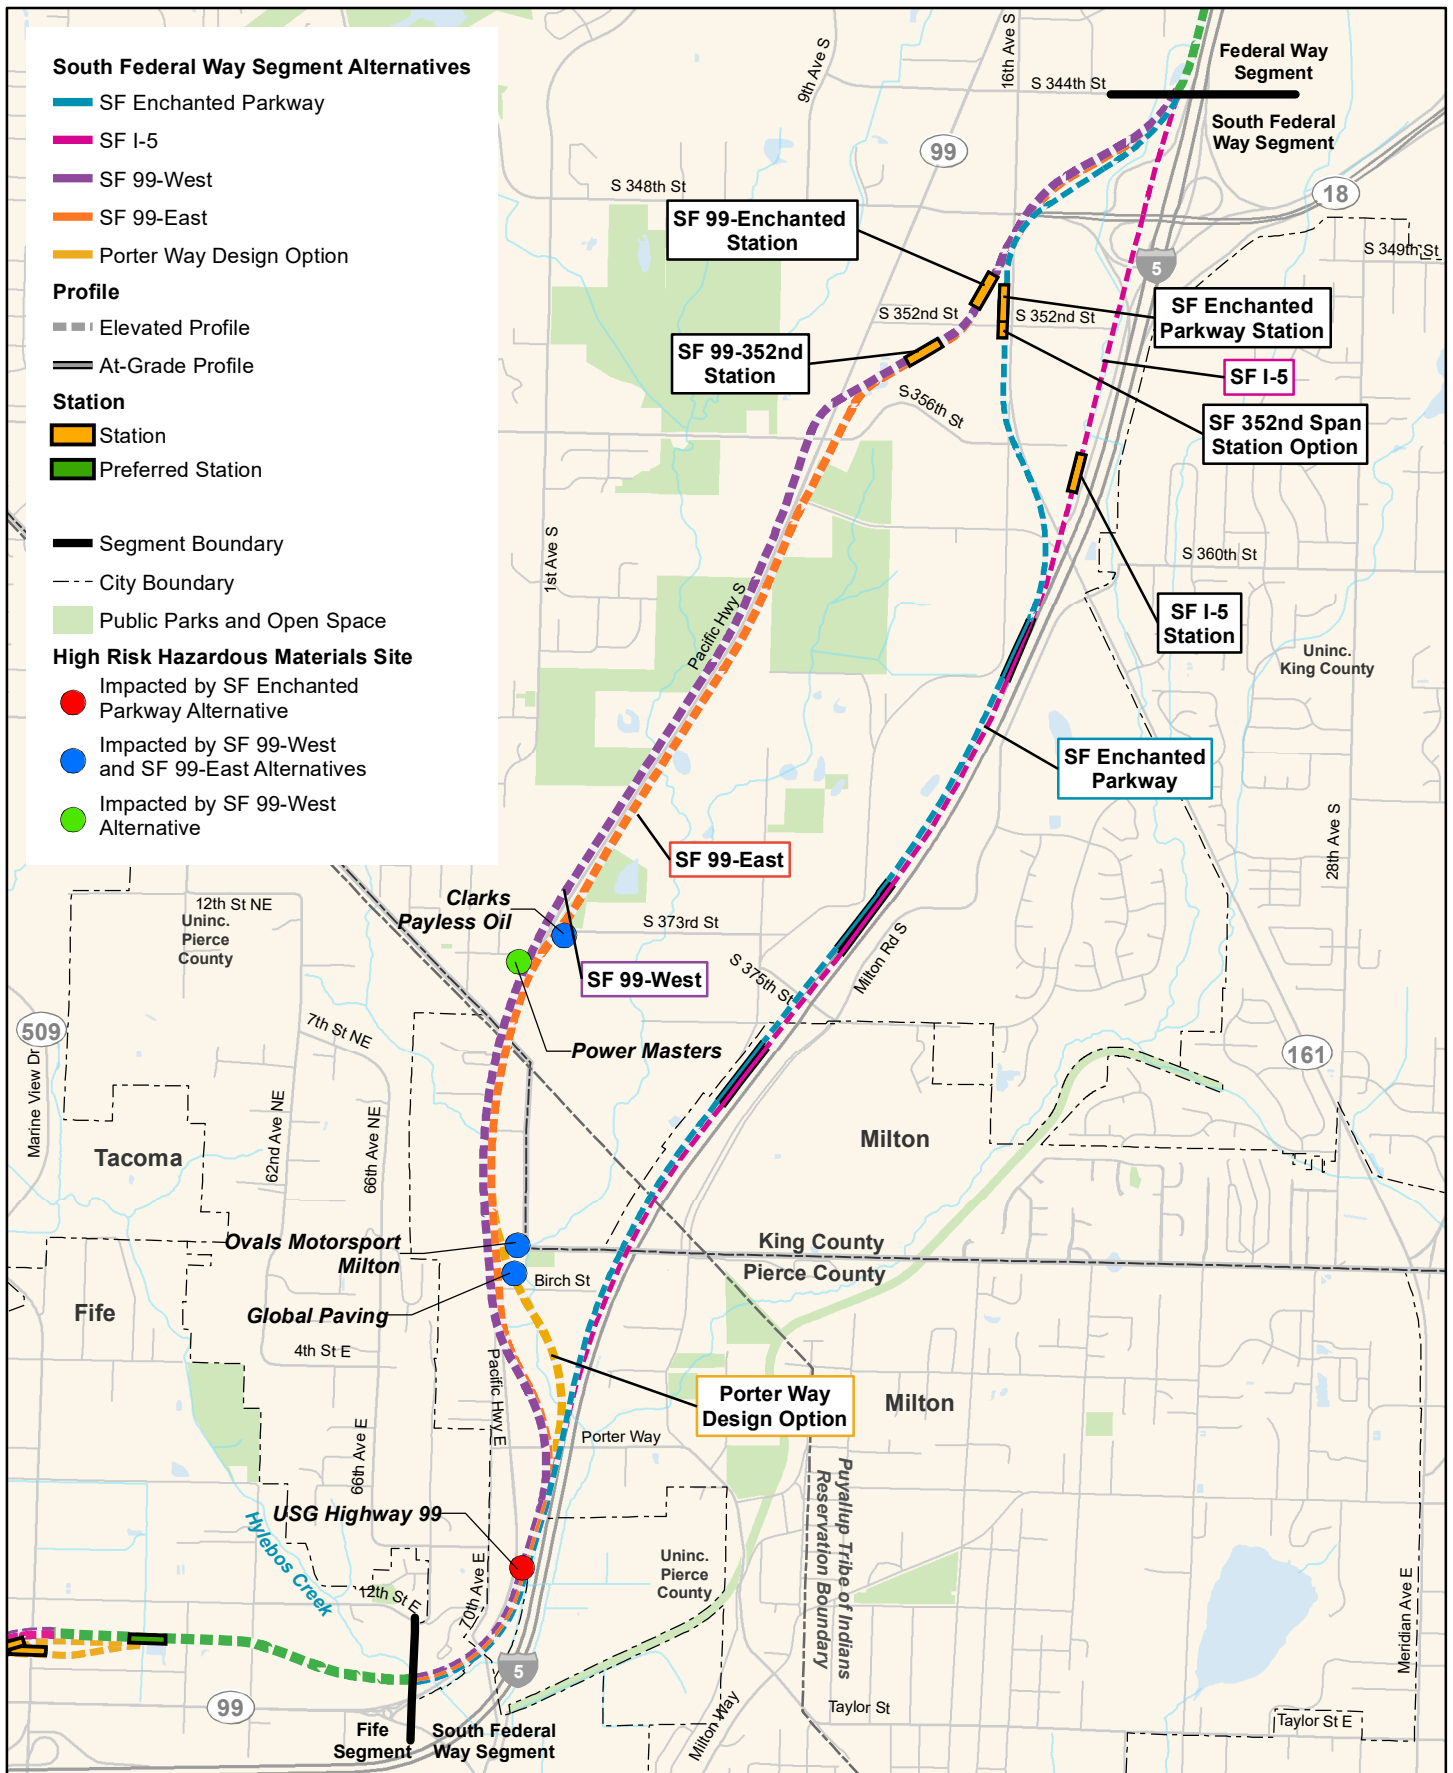 South Federal Way Segment Alternatives
SF Enchanted Parkway
SF I-5
SF 99-West
SF 99-East
Porter Way Design Option
Profile
Elevated Profile
At-Grade Profile
Station
Station
Preferred Station
Segment Boundary
City Boundary
Public Parks and Open Space
High Risk Hazardous Materials Site
Impacted by SF Enchanted
Parkway Alternative
Impacted by SF 99-West
and SF 99-East Alternatives
Impacted by SF 99-West
Alternative
9th Ave S
16th Ave S
S 344th St
Federal Way
Segment
South Federal
Way Segment
99
18
S 348th St
S 349th St
SF 99-Enchanted
Station
5
S 352nd St
S 352nd St
SF Enchanted
Parkway Station
SF 99-352nd
Station
SF I-5
S 356th St
SF 352nd Span
Station Option
1st Ave S
S 360th St
SF I-5
Station
Pacific Hwy S
Uninc.
King County
SF Enchanted
Parkway
28th Ave S
SF 99-East
Clarks
Payless Oil
S 373rd St
12th St NE
Uninc.
Pierce
County
SF 99-West
S 375th St
Milton Rd S
509
7th St NE
Power Masters
161
Marine View Dr
62nd Ave NE
66th Ave NE
Tacoma
Milton
Ovals Motorsport
Milton
King County
Pierce County
Birch St
Global Paving
Fife
4th St E
Pacific Hwy E
Porter Way
Design Option
Milton
66th Ave E
Porter Way
USG Highway 99
Puyallup Tribe of Indians
Reservation Boundary
Hylebos Creek
12th St E
70th Ave E
Uninc.
Pierce
County
Meridian Ave E
5
99
Fife
Segment
South Federal
Way Segment
Milton Way
Taylor St
Taylor St E